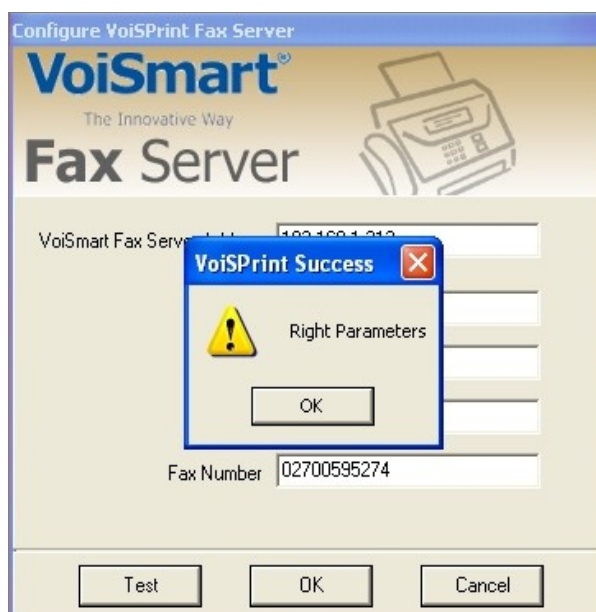 Configure VoiSPrint Fax Server
VoiSmart®
The Innovative Way
Fax Server
VoiSmart Fax
VoiSPrint Success
Right Parameters
OK
Fax Number 02700595274
Test OK Cancel